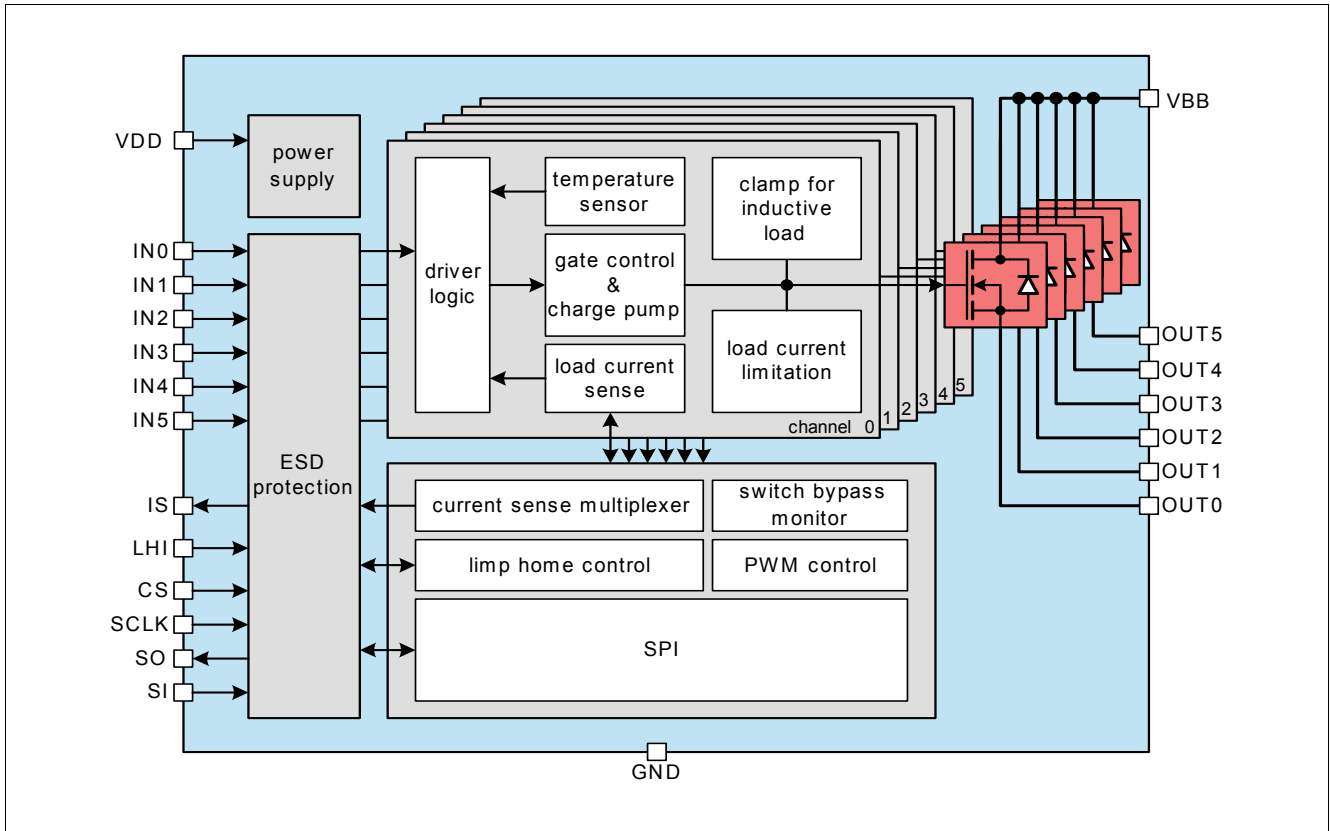 VBB
VDD
power
supply
temperature
sensor
clamp for
inductive
load
IN0
IN1
IN2
IN3
IN4
IN5
driver
logic
gate control
&
charge pump
load current
sense
load current
limitation
channel 0
1
2
3
4
5
OUT5
OUT4
OUT3
OUT2
OUT1
OUT0
ESD
protection
IS
LHI
CS
SCLK
SO
SI
current sense multiplexer
switch bypass
monitor
limp home control
PWM control
SPI
GND